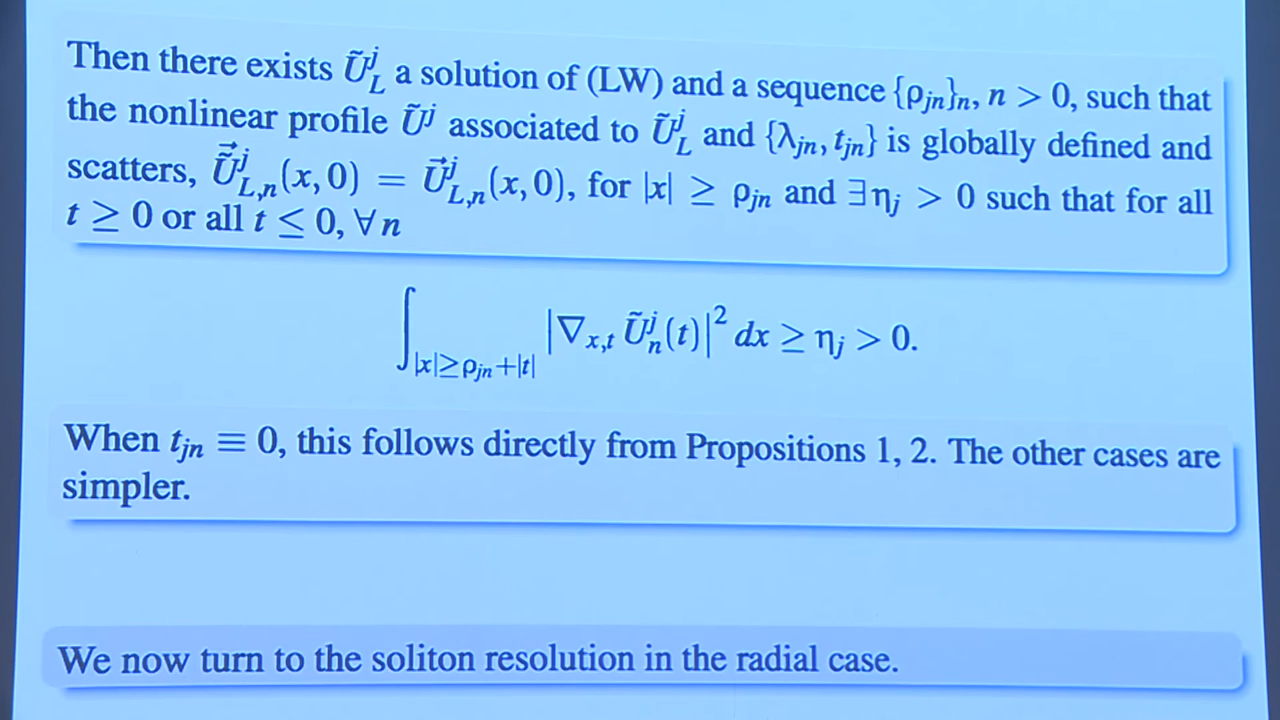 Then there exists Ũʲ_L a solution of (LW) and a sequence {ρ_jn}_n, n > 0, such that
the nonlinear profile Ũʲ associated to Ũʲ_L and {λ_jn, t_jn} is globally defined and
scatters, \vec{Ũ}ʲ_{L,n}(x, 0) = \vec{U}ʲ_{L,n}(x, 0), for |x| ≥ ρ_jn and ∃η_j > 0 such that for all
t ≥ 0 or all t ≤ 0, ∀n
∫_{|x|≥ρ_jn+|t|} |∇_{x,t} Ũʲ_n(t)|² dx ≥ η_j > 0.
When t_jn ≡ 0, this follows directly from Propositions 1, 2. The other cases are
simpler.
We now turn to the soliton resolution in the radial case.